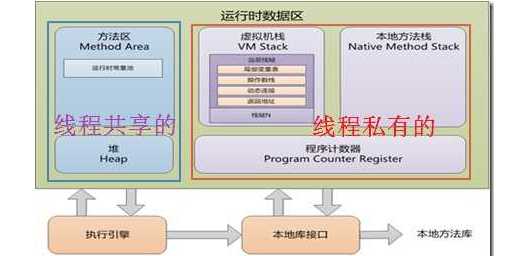 运行时数据区
方法区
Method Area
运行时常量池
线程共享的
堆
Heap
虚拟机栈
VM Stack
当前栈帧
局部变量表
操作数栈
动态连接
返回地址
栈帧N
本地方法栈
Native Method Stack
线程私有的
程序计数器
Program Counter Register
执行引擎
本地库接口
本地方法库